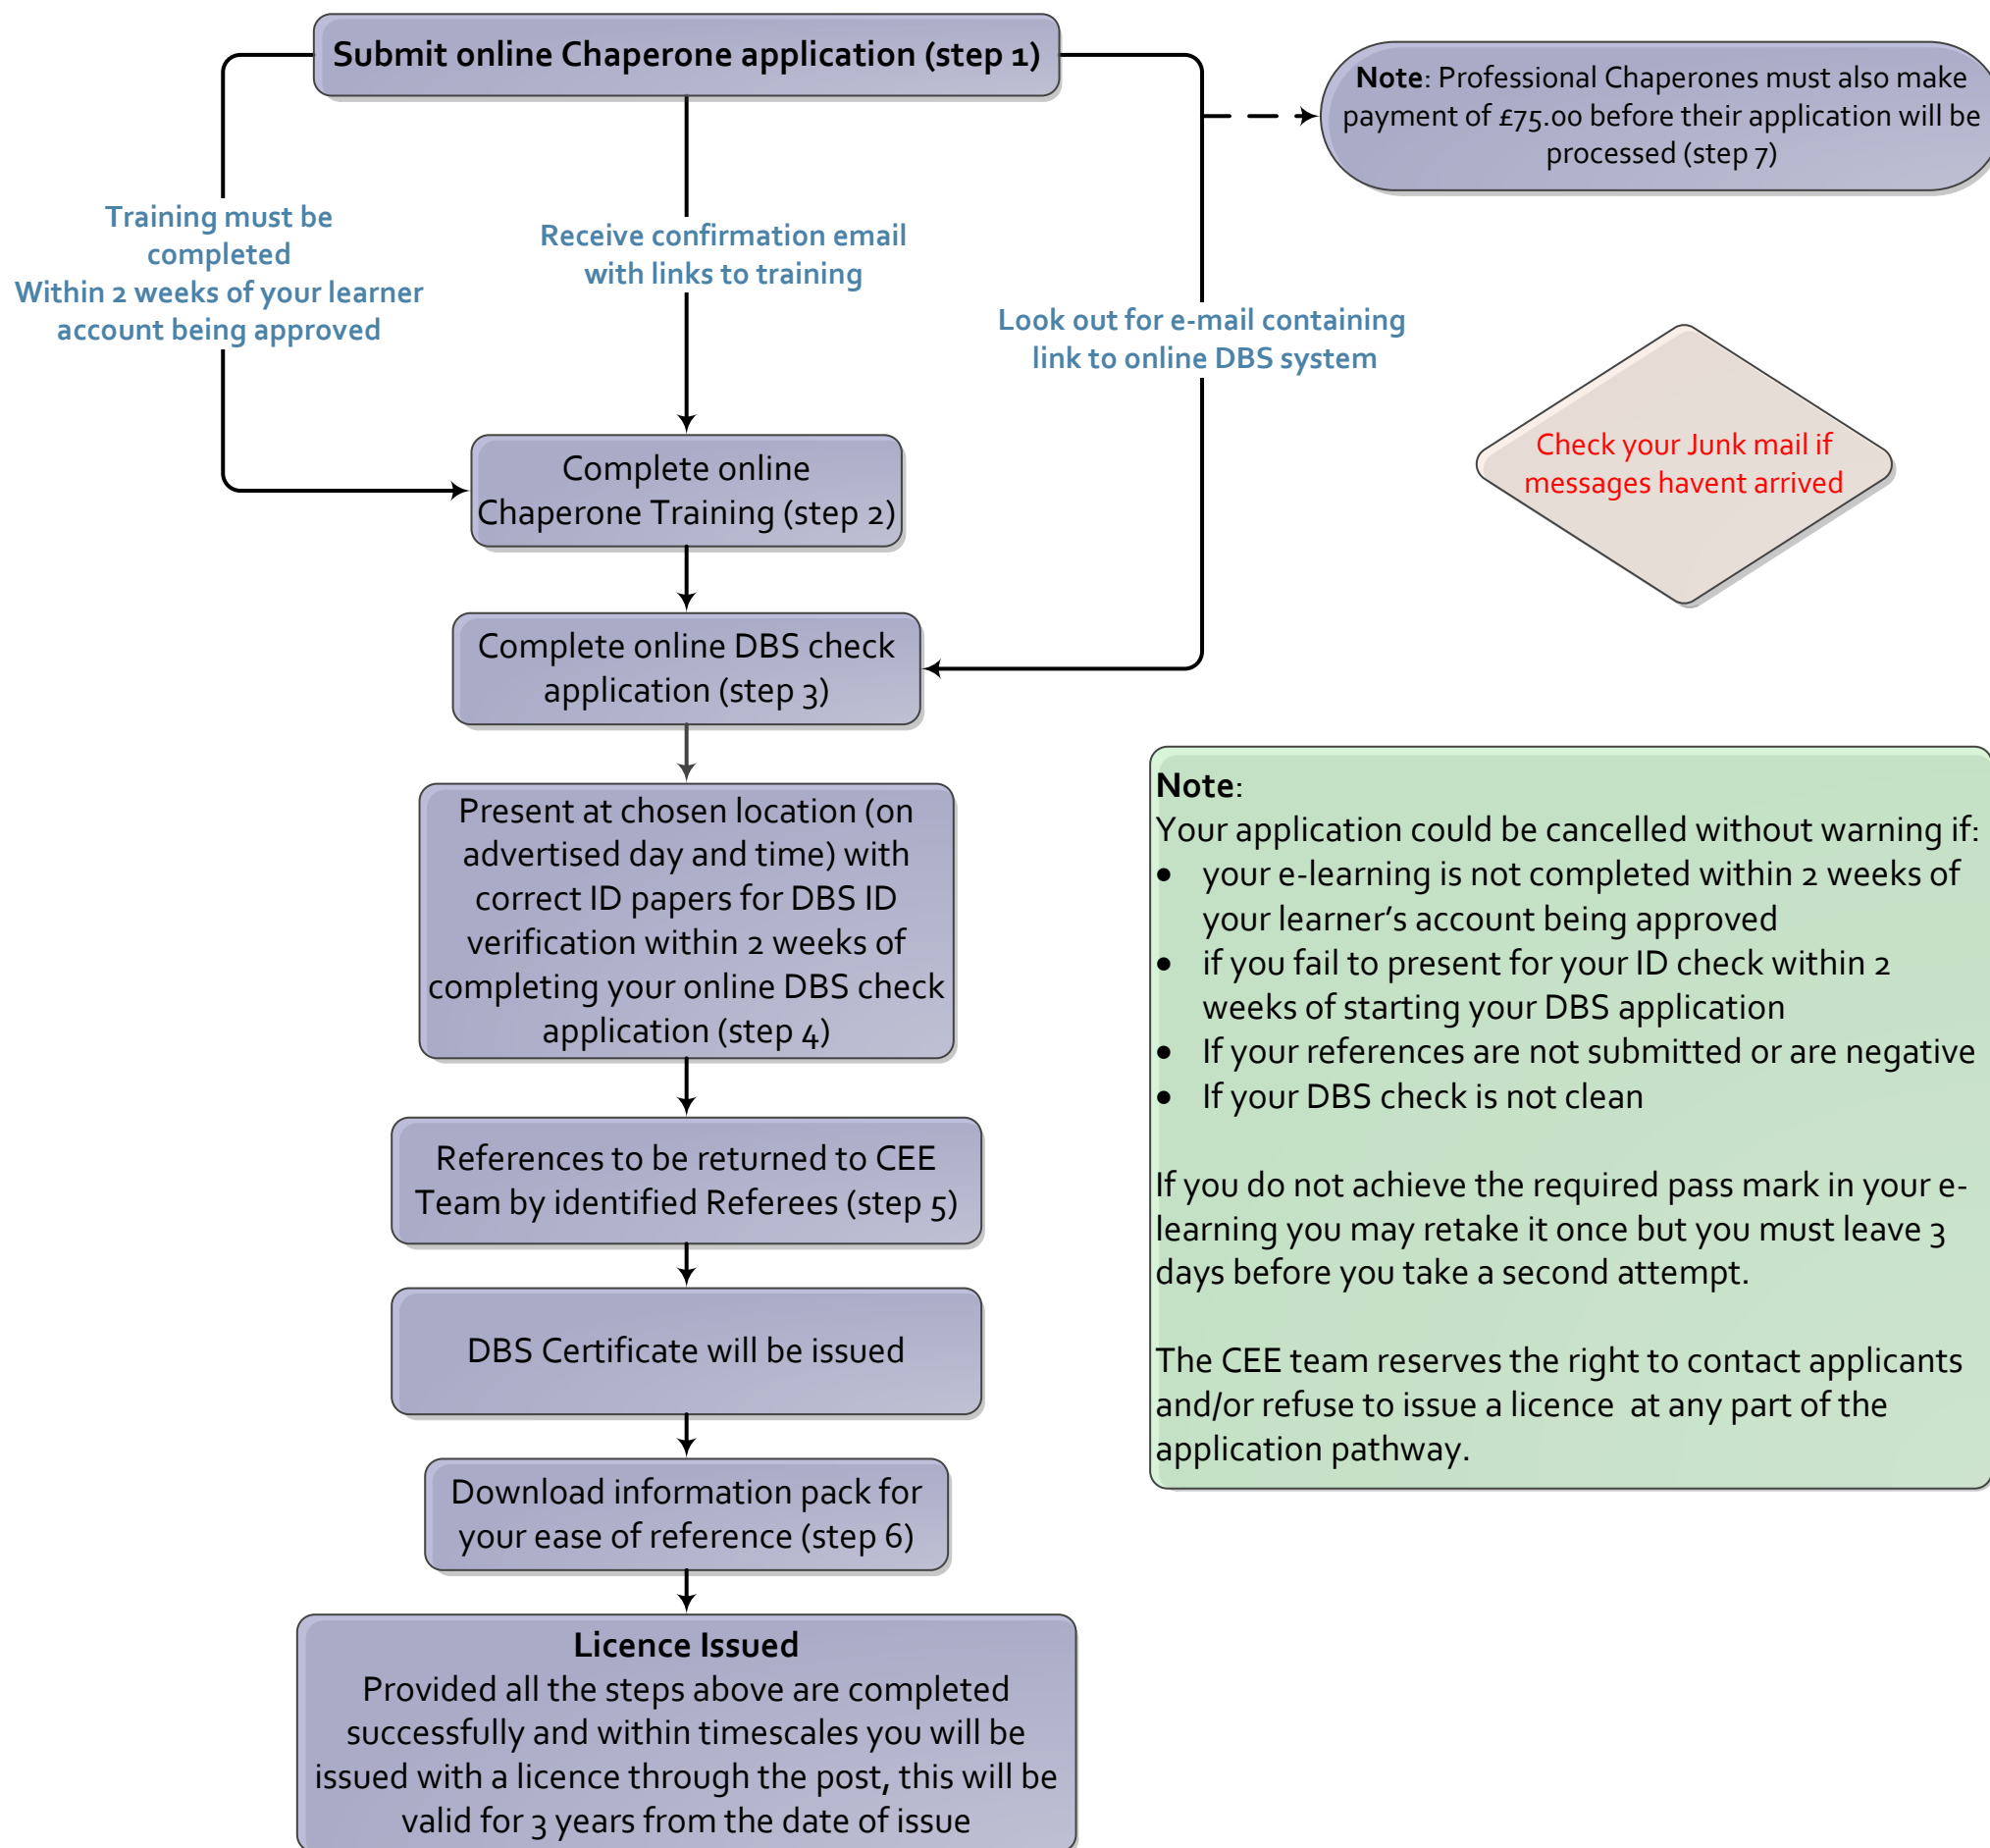 Submit online Chaperone application (step 1)
Note: Professional Chaperones must also make
payment of £75.00 before their application will be
processed (step 7)
Training must be
completed
Within 2 weeks of your learner
account being approved
Receive confirmation email
with links to training
Look out for e-mail containing
link to online DBS system
Check your Junk mail if
messages havent arrived
Complete online
Chaperone Training (step 2)
Complete online DBS check
application (step 3)
Present at chosen location (on
advertised day and time) with
correct ID papers for DBS ID
verification within 2 weeks of
completing your online DBS check
application (step 4)
References to be returned to CEE
Team by identified Referees (step 5)
DBS Certificate will be issued
Download information pack for
your ease of reference (step 6)
Licence Issued
Provided all the steps above are completed
successfully and within timescales you will be
issued with a licence through the post, this will be
valid for 3 years from the date of issue
Note:
Your application could be cancelled without warning if:
• your e-learning is not completed within 2 weeks of
your learner’s account being approved
• if you fail to present for your ID check within 2
weeks of starting your DBS application
• If your references are not submitted or are negative
• If your DBS check is not clean
If you do not achieve the required pass mark in your e-
learning you may retake it once but you must leave 3
days before you take a second attempt.
The CEE team reserves the right to contact applicants
and/or refuse to issue a licence  at any part of the
application pathway.